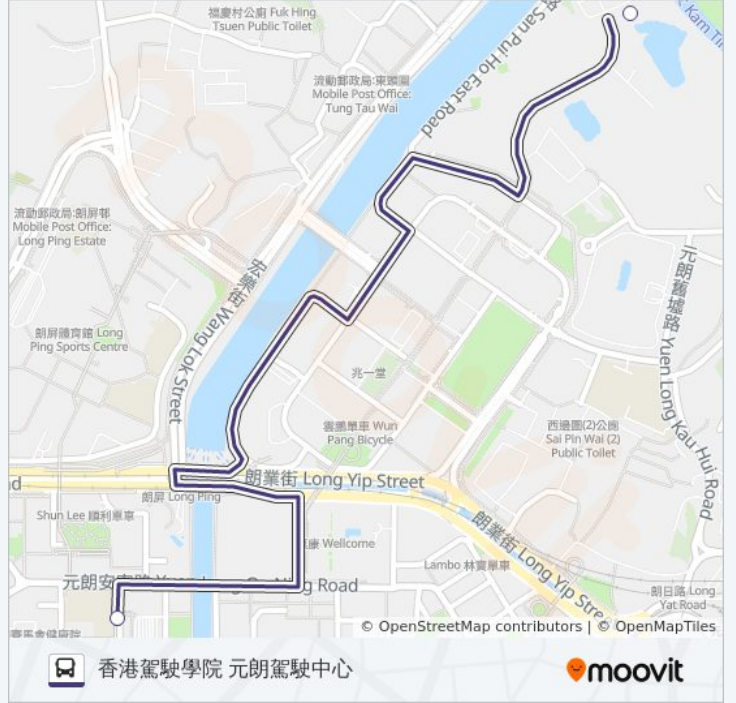 福慶村公廁 Fuk Hing
Tsuen Public Toilet
San Pui Ho East Road
Kam Ti
流動郵政局:東頭圍
Mobile Post Office:
Tung Tau Wai
流動郵政局:朗屏邨
Mobile Post Office:
Long Ping Estate
宏樂街 Wang Lok Street
元朗舊墟路 Yuen Long Kau Hui Road
朗屏體育館 Long
Ping Sports Centre
兆一堂
雲鵬單車 Wun
Pang Bicycle
西邊圍(2)公廁
Sai Pin Wai (2)
Public Toilet
朗業街 Long Yip Street
朗屏 Long Ping
Shun Lee 順利單車
康 Wellcome
朗業街 Long Yip Stre
Lambo 林寶單車
元朗安
Ning Road
朗日路 Long
Yat Road
© OpenStreetMap contributors | © OpenMapTiles
香港駕駛學院 元朗駕駛中心
moovit